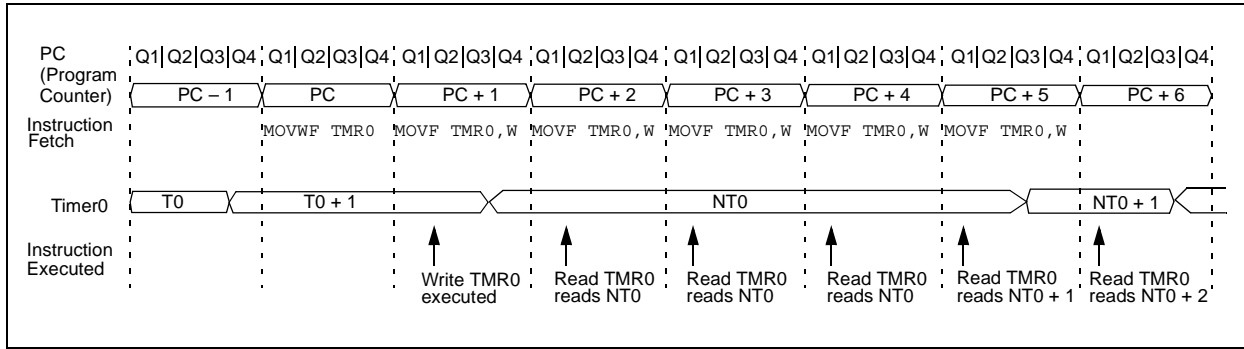 PC
(Program
Counter)
Q1 Q2 Q3 Q4 Q1 Q2 Q3 Q4 Q1 Q2 Q3 Q4 Q1 Q2 Q3 Q4 Q1 Q2 Q3 Q4 Q1 Q2 Q3 Q4 Q1 Q2 Q3 Q4 Q1 Q2 Q3 Q4
PC – 1 PC PC + 1 PC + 2 PC + 3 PC + 4 PC + 5 PC + 6
Instruction
Fetch
MOVWF TMR0 MOVF TMR0,W MOVF TMR0,W MOVF TMR0,W MOVF TMR0,W MOVF TMR0,W
Timer0
T0 T0 + 1 NT0 NT0 + 1
Instruction
Executed
Write TMR0
executed
Read TMR0
reads NT0
Read TMR0
reads NT0
Read TMR0
reads NT0
Read TMR0
reads NT0 + 1
Read TMR0
reads NT0 + 2